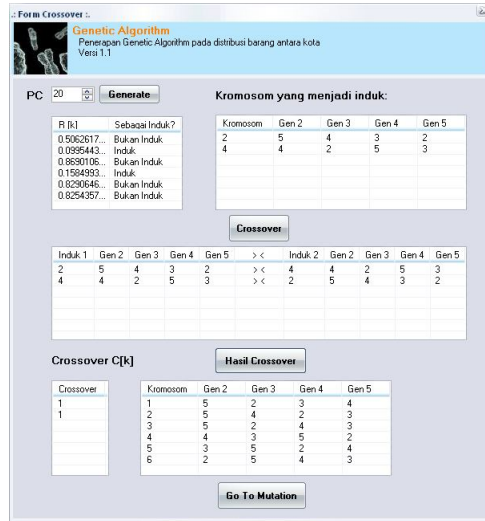 .: Form Crossover :.
Genetic Algorithm
Penerapan Genetic Algorithm pada distribusi barang antara kota
Versi 1.1
PC 20 Generate
Kromosom yang menjadi induk:
R [k] Sebagai Induk?
0.5062617... Bukan Induk
0.0995443... Induk
0.8690106... Bukan Induk
0.1584993... Induk
0.8290646... Bukan Induk
0.8254357... Bukan Induk
Kromosom Gen 2 Gen 3 Gen 4 Gen 5
2 5 4 3 2
4 4 2 5 3
Crossover
Induk 1 Gen 2 Gen 3 Gen 4 Gen 5 > < Induk 2 Gen 2 Gen 3 Gen 4 Gen 5
2 5 4 3 2 > < 4 4 2 5 3
4 4 2 5 3 > < 2 5 4 3 2
Crossover C[k]
Hasil Crossover
Crossover
1
1
Kromosom Gen 2 Gen 3 Gen 4 Gen 5
1 5 2 3 4
2 5 4 2 3
3 5 2 4 3
4 4 3 5 2
5 3 5 2 4
6 2 5 4 3
Go To Mutation